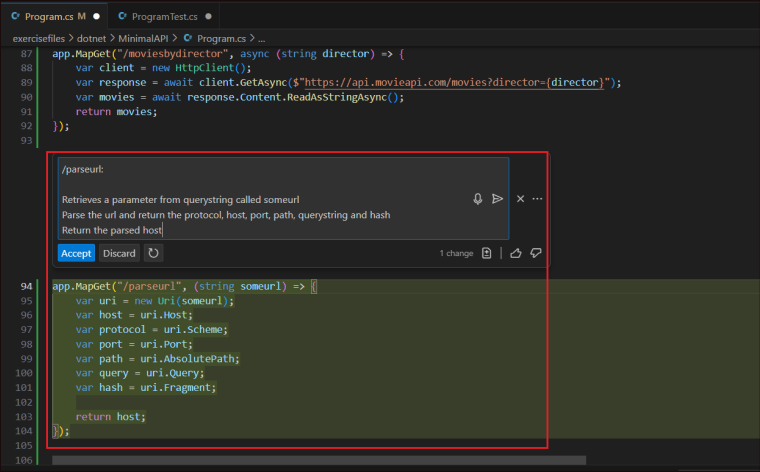 Program.cs M ProgramTest.cs
exercisefiles > dotnet > MinimalAPI > Program.cs > ...
87 app.MapGet("/moviesbydirector", async (string director) => {
88 var client = new HttpClient();
89 var response = await client.GetAsync($"https://api.movieapi.com/movies?director={director}");
90 var movies = await response.Content.ReadAsStringAsync();
91 return movies;
92 });
93
/parseurl:
Retrieves a parameter from querystring called someurl
Parse the url and return the protocol, host, port, path, querystring and hash
Return the parsed host
Accept Discard 1 change
94 app.MapGet("/parseurl", (string someurl) => {
95 var uri = new Uri(someurl);
96 var host = uri.Host;
97 var protocol = uri.Scheme;
98 var port = uri.Port;
99 var path = uri.AbsolutePath;
100 var query = uri.Query;
101 var hash = uri.Fragment;
102
103 return host;
104 });
105
106